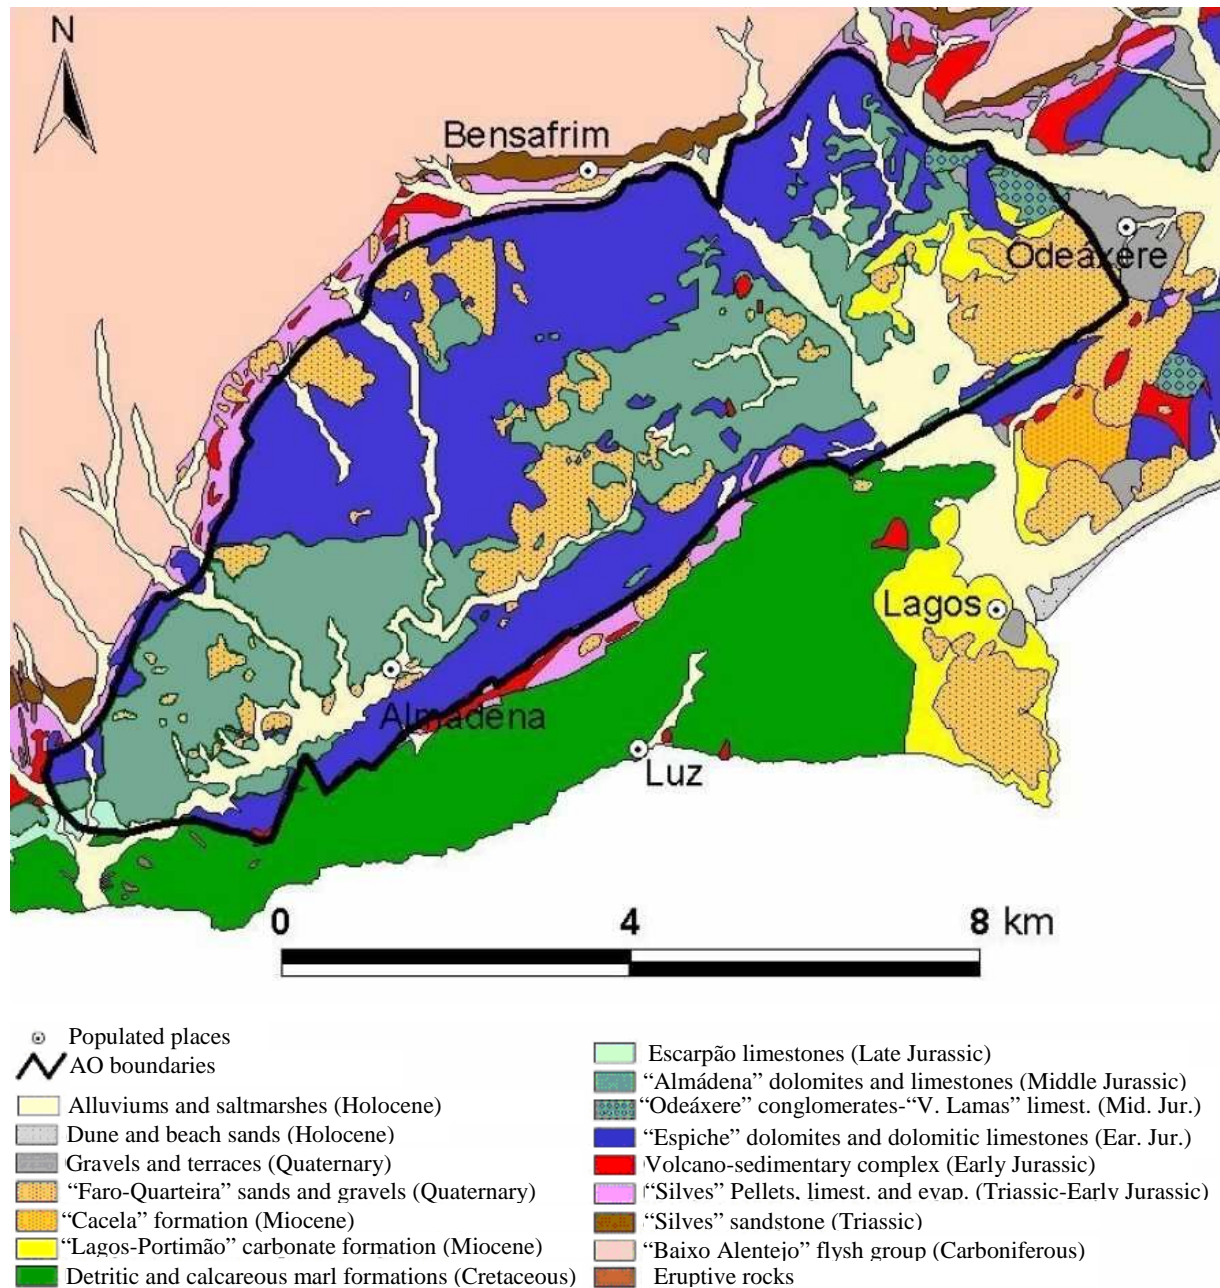 N
Bensafrim
Odeáxere
Lagos
Almádena
Luz
0 4 8 km
Populated places
AO boundaries
Alluviums and saltmarshes (Holocene)
Dune and beach sands (Holocene)
Gravels and terraces (Quaternary)
“Faro-Quarteira” sands and gravels (Quaternary)
“Cacela” formation (Miocene)
“Lagos-Portimão” carbonate formation (Miocene)
Detritic and calcareous marl formations (Cretaceous)
Escarpão limestones (Late Jurassic)
“Almádena” dolomites and limestones (Middle Jurassic)
“Odeáxere” conglomerates-“V. Lamas” limest. (Mid. Jur.)
“Espiche” dolomites and dolomitic limestones (Ear. Jur.)
Volcano-sedimentary complex (Early Jurassic)
“Silves” Pellets, limest. and evap. (Triassic-Early Jurassic)
“Silves” sandstone (Triassic)
“Baixo Alentejo” flysh group (Carboniferous)
Eruptive rocks